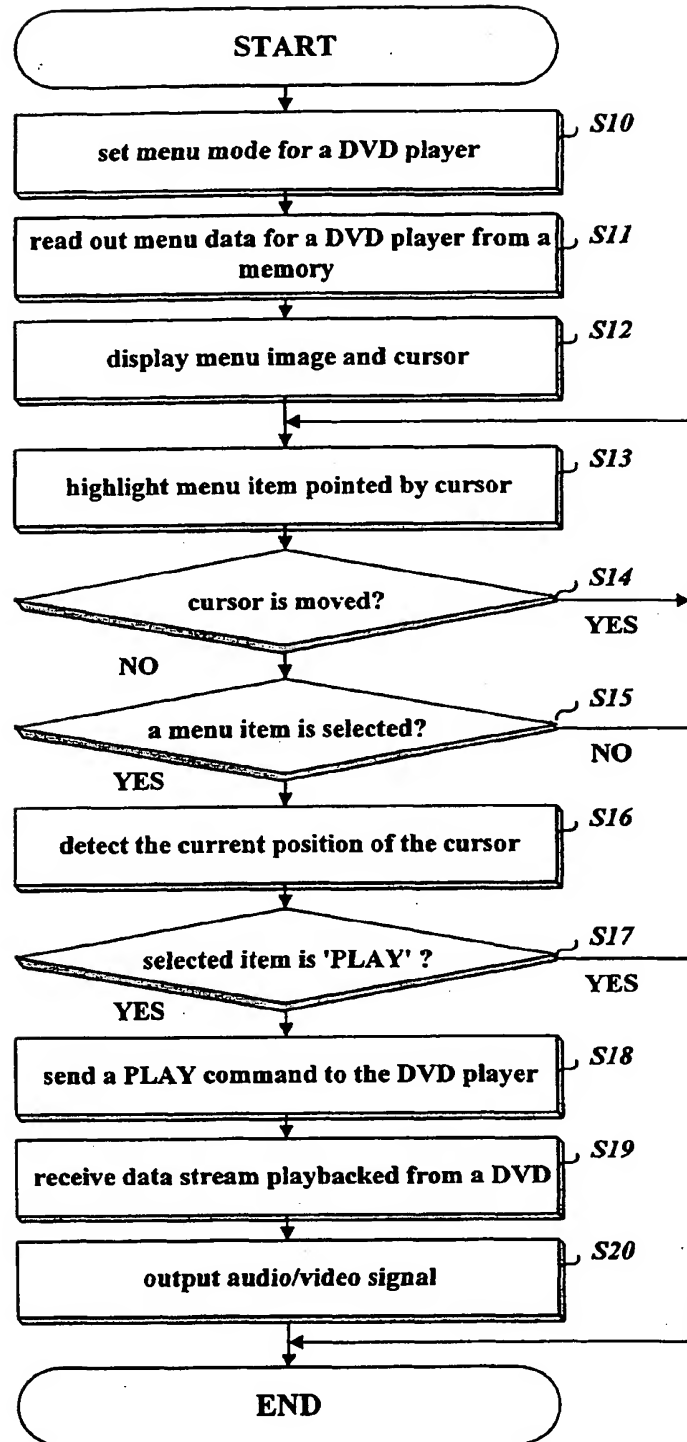 START
set menu mode for a DVD player
S10
read out menu data for a DVD player from a
memory
S11
display menu image and cursor
S12
highlight menu item pointed by cursor
S13
cursor is moved?
S14
YES
NO
a menu item is selected?
S15
NO
YES
detect the current position of the cursor
S16
selected item is 'PLAY' ?
S17
YES
YES
send a PLAY command to the DVD player
S18
receive data stream playbacked from a DVD
S19
output audio/video signal
S20
END